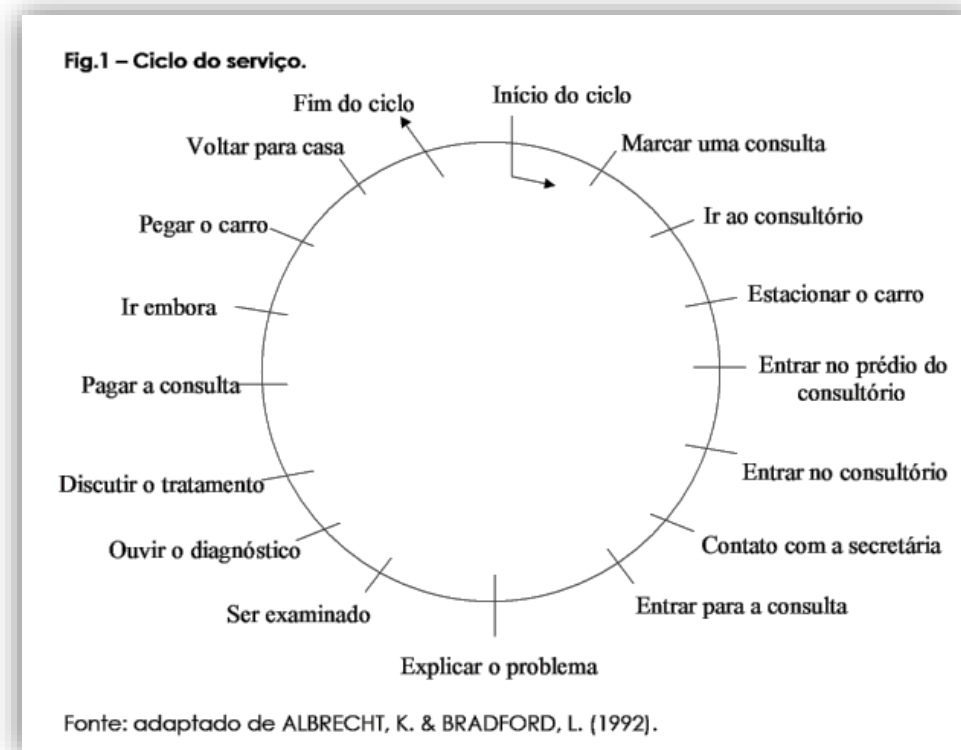 Fig.1 – Ciclo do serviço.
Início do ciclo
Marcar uma consulta
Ir ao consultório
Estacionar o carro
Entrar no prédio do
consultório
Entrar no consultório
Contato com a secretária
Entrar para a consulta
Explicar o problema
Ser examinado
Ouvir o diagnóstico
Discutir o tratamento
Pagar a consulta
Ir embora
Pegar o carro
Voltar para casa
Fim do ciclo
Fonte: adaptado de ALBRECHT, K. & BRADFORD, L. (1992).